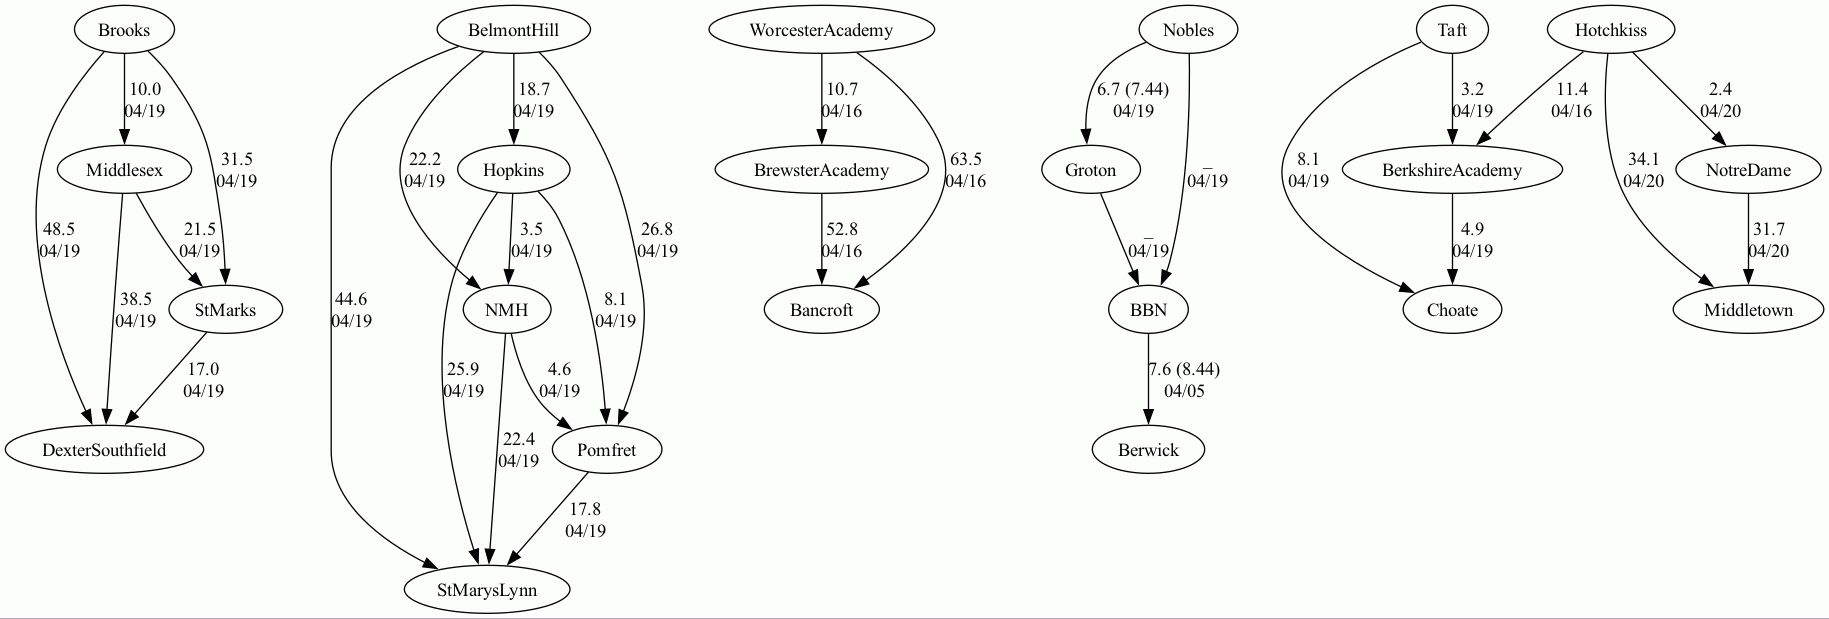 Brooks
BelmontHill
WorcesterAcademy
Nobles
Taft
Hotchkiss
10.0
04/19
18.7
04/19
10.7
04/16
6.7 (7.44)
04/19
3.2
04/19
11.4
04/16
2.4
04/20
Middlesex
31.5
04/19
22.2
04/19
Hopkins
BrewsterAcademy
63.5
04/16
Groton
_
04/19
8.1
04/19
BerkshireAcademy
34.1
04/20
NotreDame
48.5
04/19
21.5
04/19
3.5
04/19
26.8
04/19
52.8
04/16
_
04/19
4.9
04/19
31.7
04/20
38.5
04/19
StMarks
44.6
04/19
NMH
8.1
04/19
Bancroft
BBN
Choate
Middletown
17.0
04/19
25.9
04/19
4.6
04/19
7.6 (8.44)
04/05
DexterSouthfield
22.4
04/19
Pomfret
Berwick
17.8
04/19
StMarysLynn